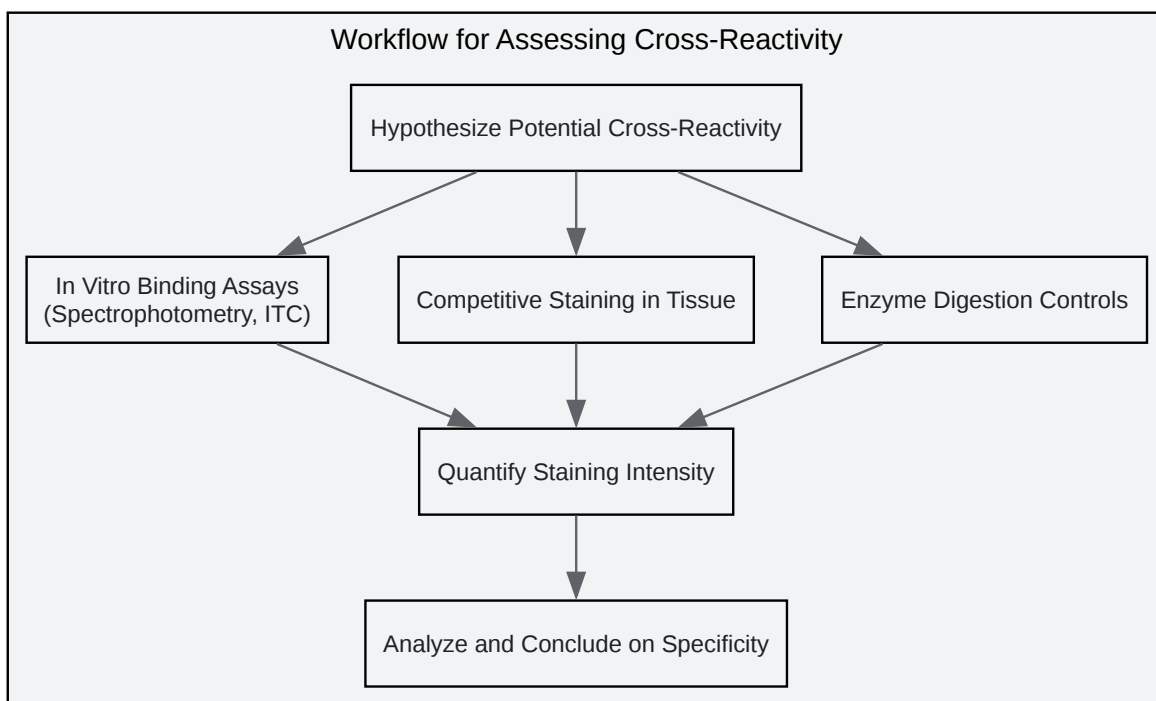 Workflow for Assessing Cross-Reactivity
Hypothesize Potential Cross-Reactivity
In Vitro Binding Assays
(Spectrophotometry, ITC)
Competitive Staining in Tissue
Enzyme Digestion Controls
Quantify Staining Intensity
Analyze and Conclude on Specificity